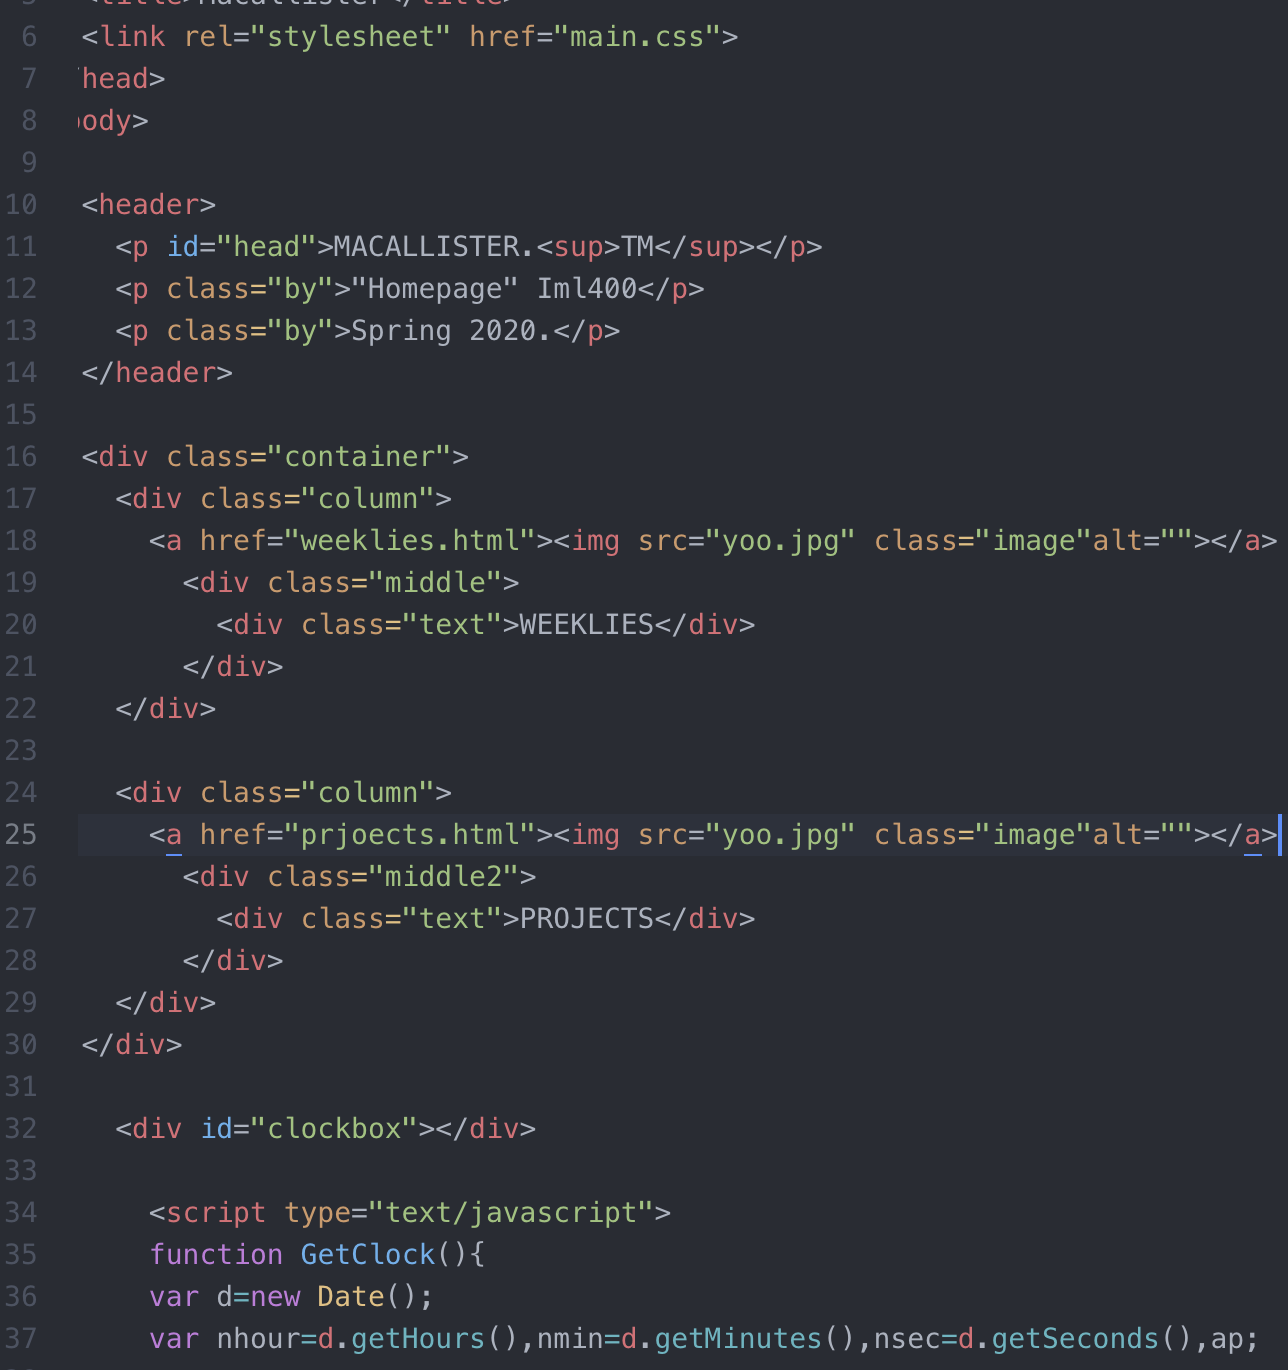 5 <title>Macallister</title>
6 <link rel="stylesheet" href="main.css">
7 head>
8 body>
9
10 <header>
11 <p id="head">MACALLISTER.<sup>TM</sup></p>
12 <p class="by">"Homepage" Iml400</p>
13 <p class="by">Spring 2020.</p>
14 </header>
15
16 <div class="container">
17 <div class="column">
18 <a href="weeklies.html"><img src="yoo.jpg" class="image"alt=""></a>
19 <div class="middle">
20 <div class="text">WEEKLIES</div>
21 </div>
22 </div>
23
24 <div class="column">
25 <a href="prjoects.html"><img src="yoo.jpg" class="image"alt=""></a>
26 <div class="middle2">
27 <div class="text">PROJECTS</div>
28 </div>
29 </div>
30 </div>
31
32 <div id="clockbox"></div>
33
34 <script type="text/javascript">
35 function GetClock(){
36 var d=new Date();
37 var nhour=d.getHours(),nmin=d.getMinutes(),nsec=d.getSeconds(),ap;